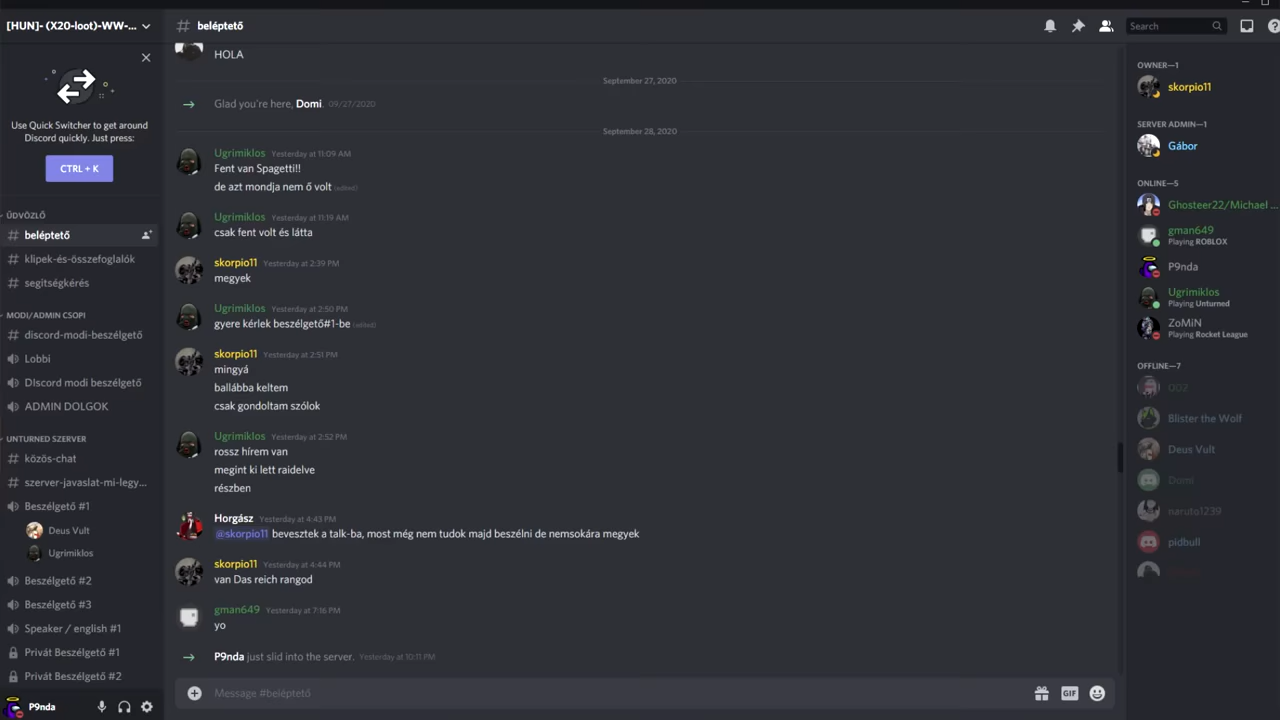 [HUN]- (X20-loot)-WW-...
Use Quick Switcher to get around
Discord quickly. Just press:
CTRL + K
ŰDVÖZLŐ
beléptető
klipek-és-összefoglalók
segítségkérés
MODI/ADMIN CSOPI
discord-modi-beszélgető
Lobbi
DIscord modi beszélgető
ADMIN DOLGOK
UNTURNED SZERVER
közös-chat
szerver-javaslat-mi-legy...
Beszélgető #1
Deus Vult
Ugrimiklos
Beszélgető #2
Beszélgető #3
Speaker / english #1
Privát Beszélgető #1
Privát Beszélgető #2
P9nda
# beléptető
Search
HOLA
September 27, 2020
Glad you're here, Domi. 09/27/2020
September 28, 2020
Ugrimiklos Yesterday at 11:09 AM
Fent van Spagetti!!
de azt mondja nem ő volt (edited)
Ugrimiklos Yesterday at 11:19 AM
csak fent volt és látta
skorpio11 Yesterday at 2:39 PM
megyek
Ugrimiklos Yesterday at 2:50 PM
gyere kérlek beszélgető#1-be (edited)
skorpio11 Yesterday at 2:51 PM
mingyá
ballábba keltem
csak gondoltam szólok
Ugrimiklos Yesterday at 2:52 PM
rossz hírem van
megint ki lett raidelve
részben
Horgász Yesterday at 4:43 PM
@skorpio11 bevesztek a talk-ba, most még nem tudok majd beszélni de nemsokára megyek
skorpio11 Yesterday at 4:44 PM
van Das reich rangod
gman649 Yesterday at 7:16 PM
yo
P9nda just slid into the server. Yesterday at 10:11 PM
Message #beléptető
GIF
OWNER—1
skorpio11
SERVER ADMIN—1
Gábor
ONLINE—5
Ghosteer22/Michael ...
gman649
Playing ROBLOX
P9nda
Ugrimiklos
Playing Unturned
ZoMiN
Playing Rocket League
OFFLINE—7
002
Blister the Wolf
Deus Vult
Domi
naruto1239
pidbull